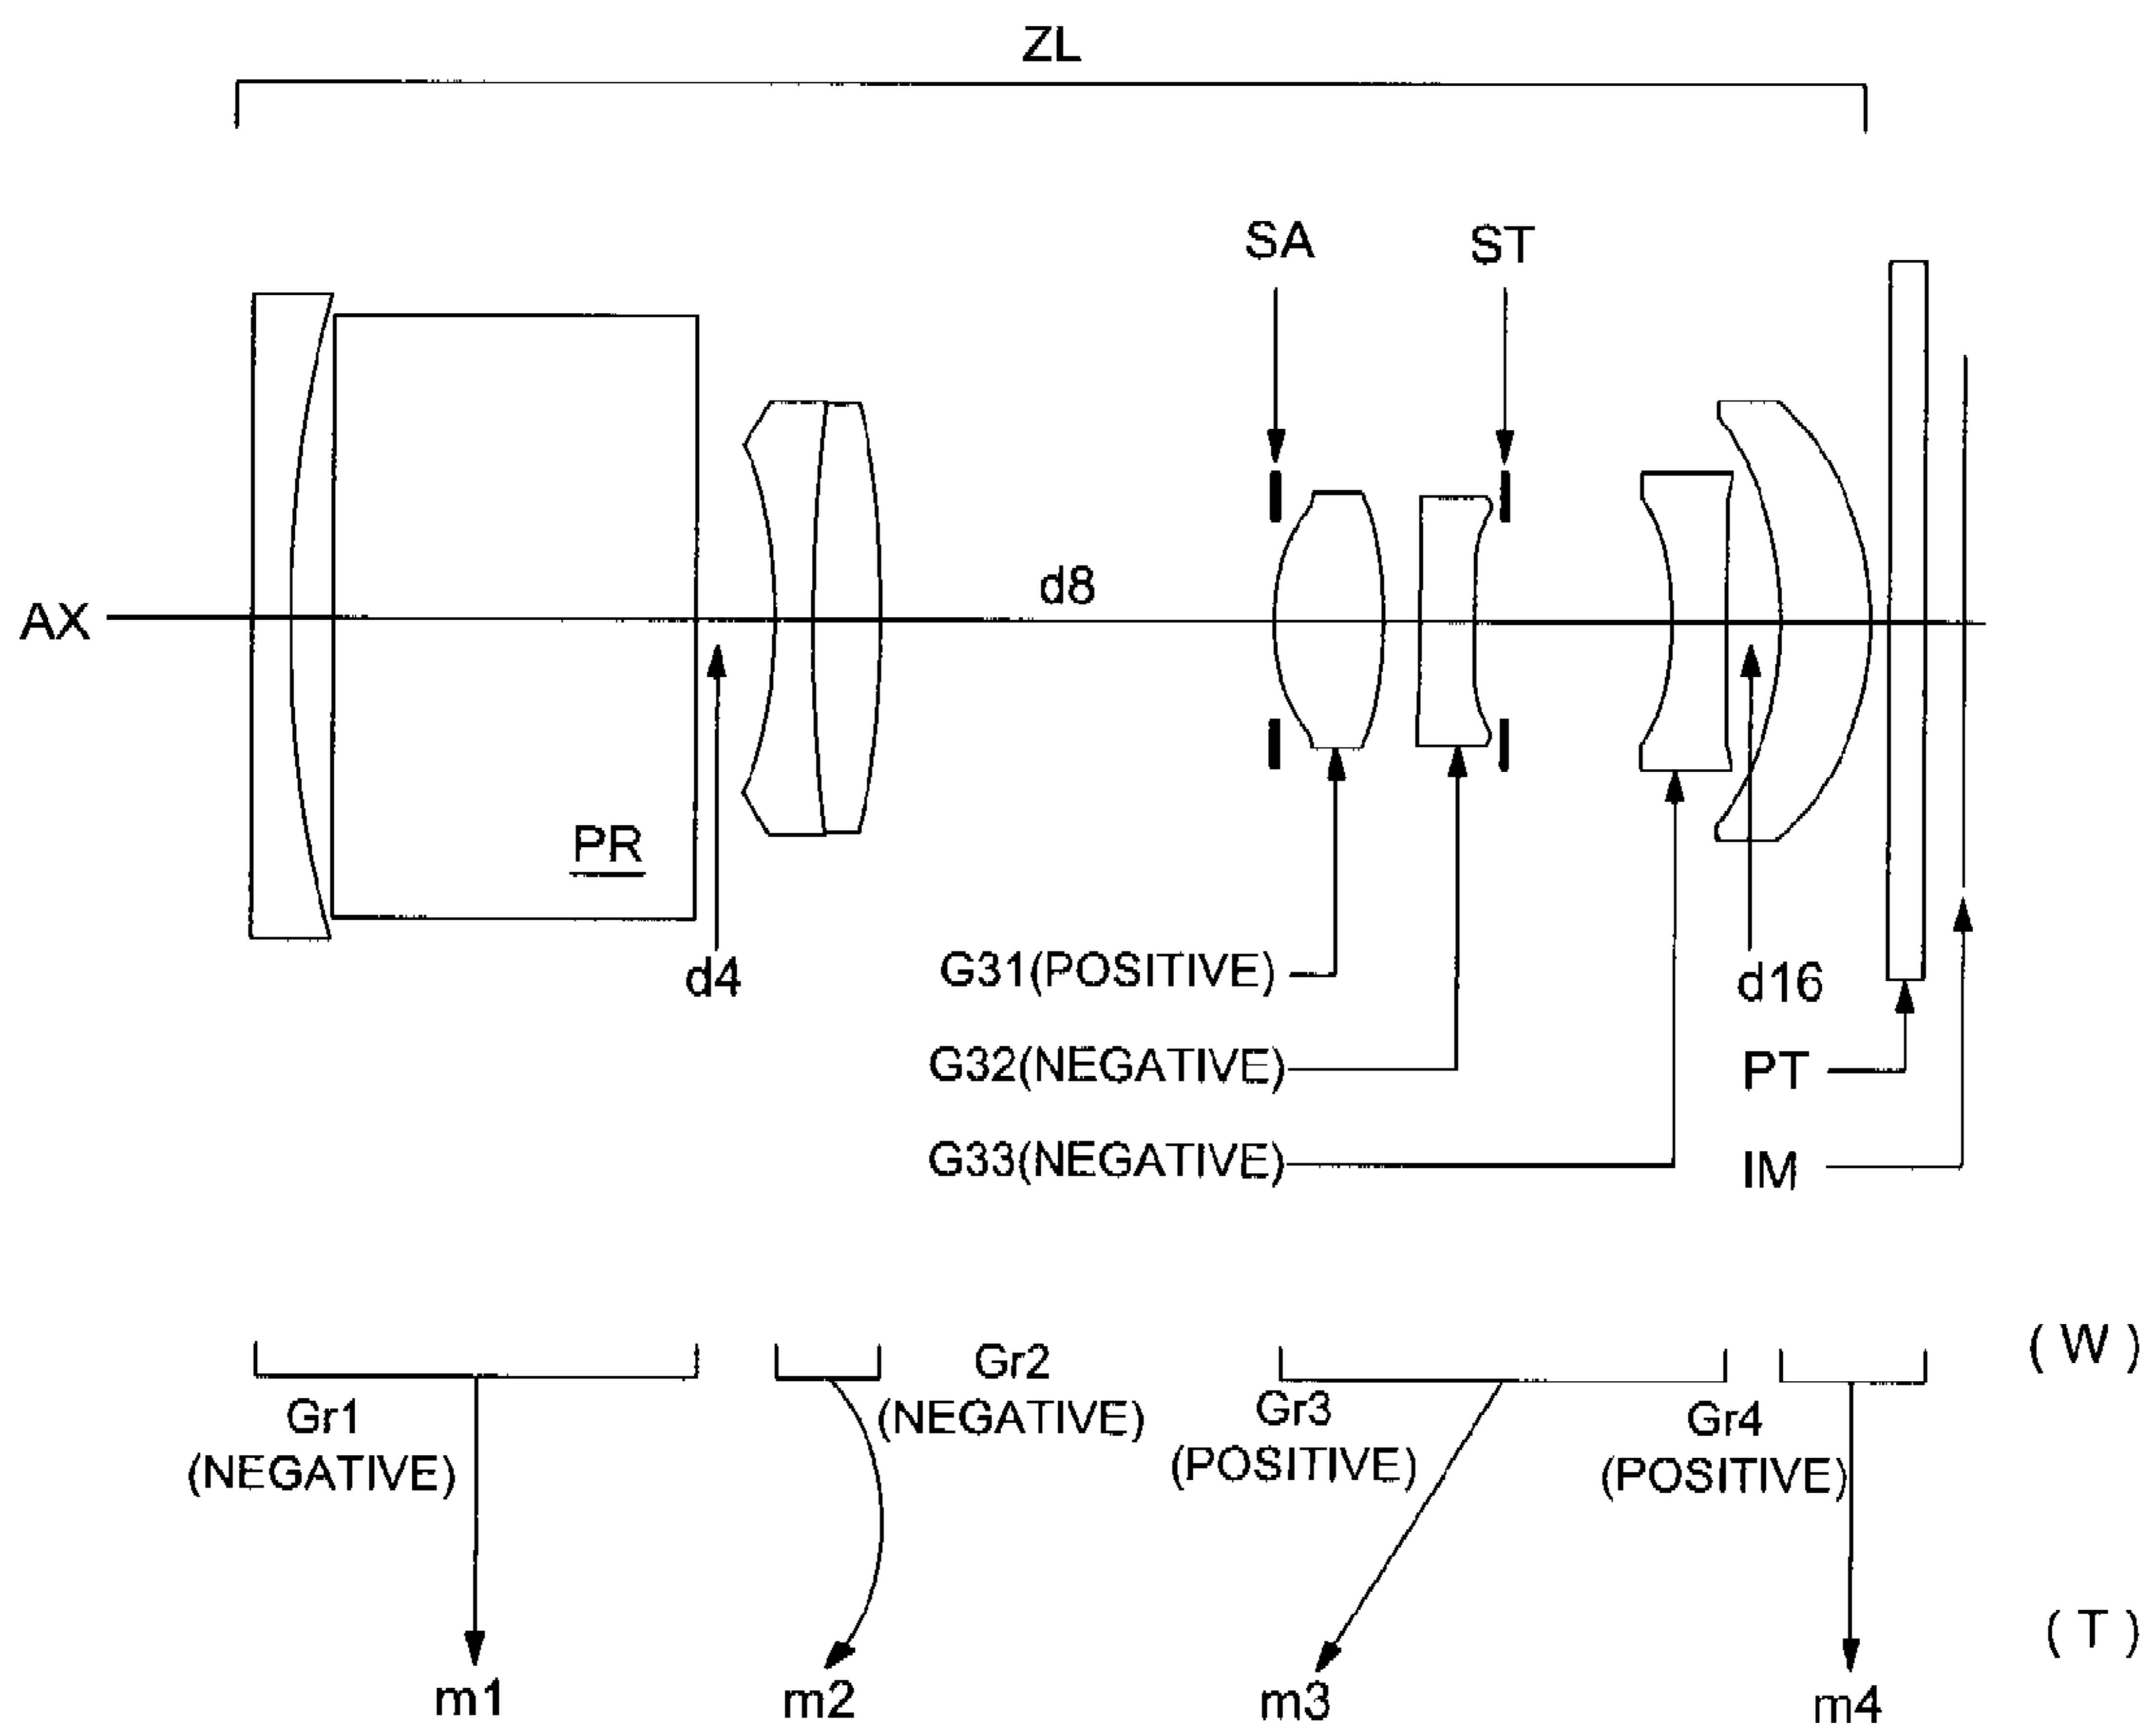 ZL
SA
ST
d8
AX
PR
d4
G31(POSITIVE)
d16
G32(NEGATIVE)
PT
G33(NEGATIVE)
IM
( W )
Gr1
(NEGATIVE)
Gr2
(NEGATIVE)
Gr3
(POSITIVE)
Gr4
(POSITIVE)
( T )
m1
m2
m3
m4